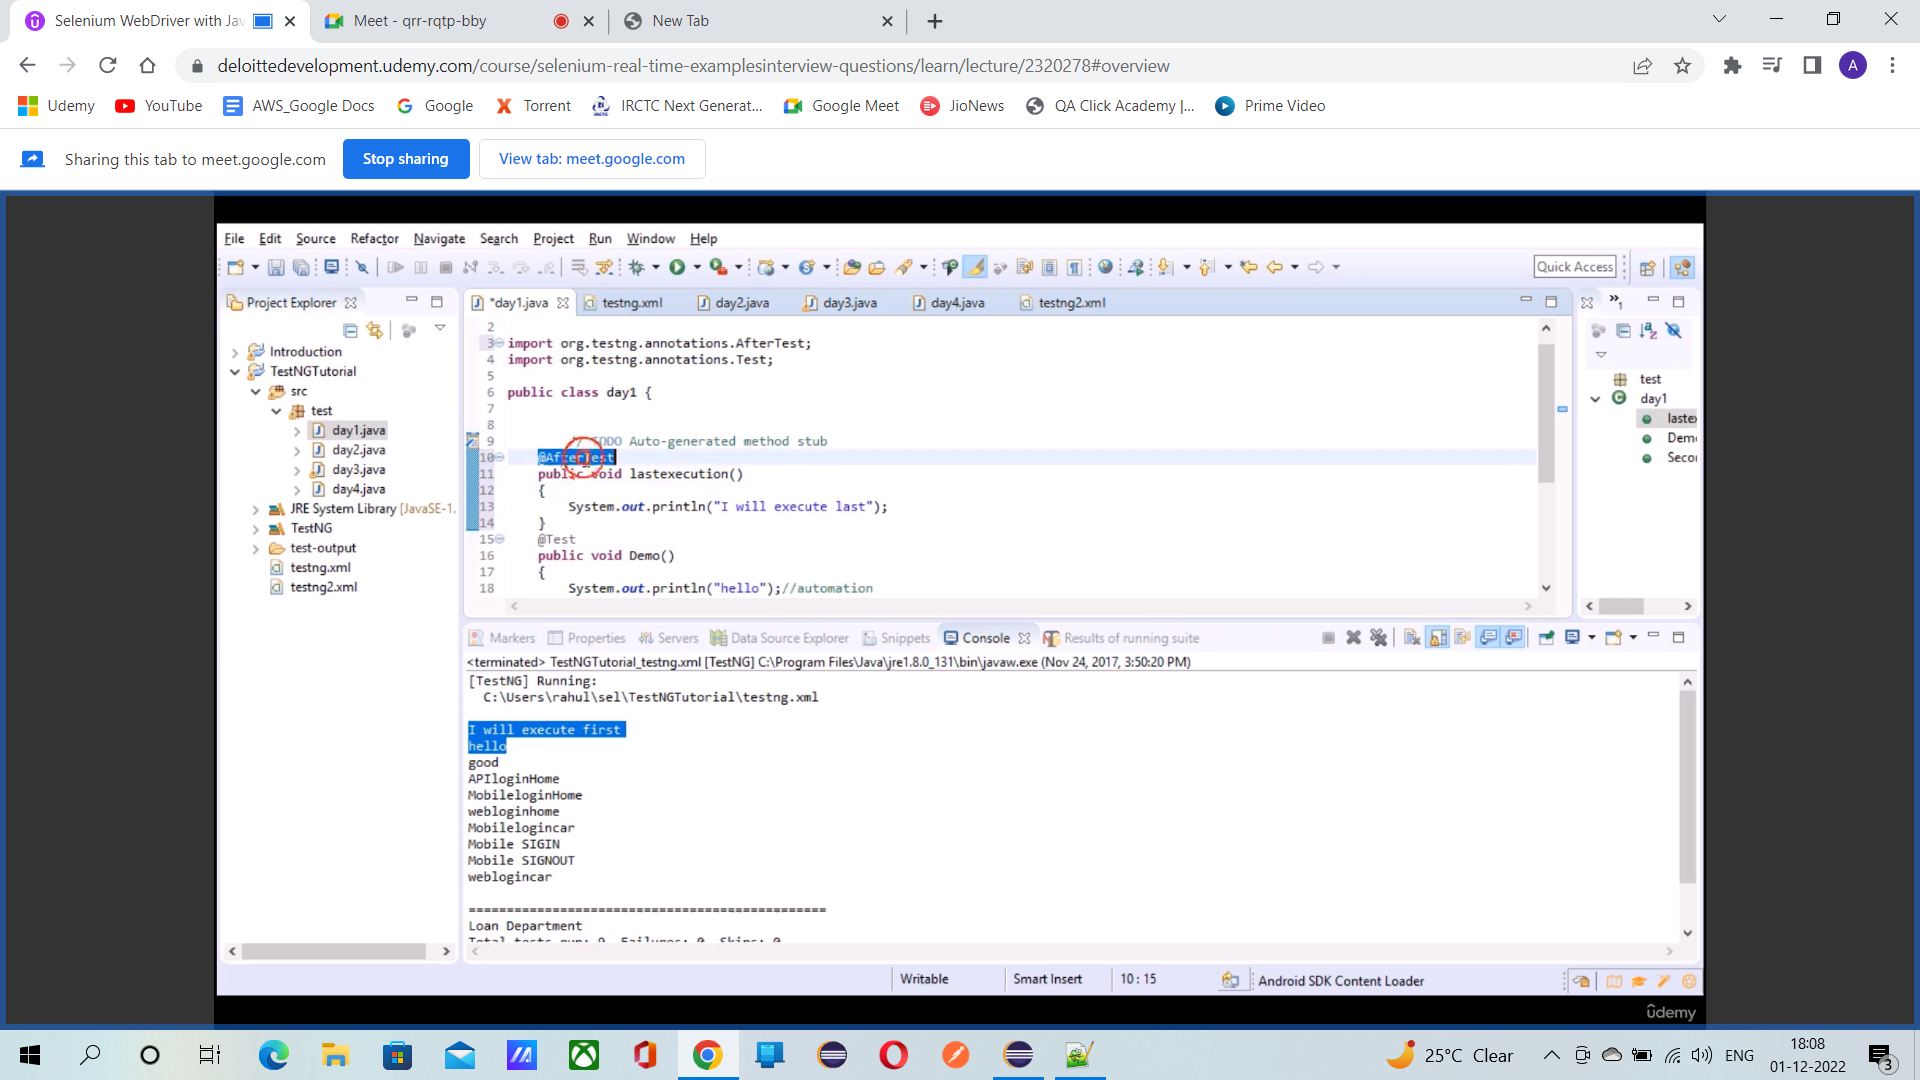 Selenium WebDriver with Jav
Meet - qrr-rqtp-bby
New Tab
deloittedevelopment.udemy.com/course/selenium-real-time-examplesinterview-questions/learn/lecture/2320278#overview
A
Udemy
YouTube
AWS_Google Docs
Google
Torrent
IRCTC Next Generat...
Google Meet
JioNews
QA Click Academy |...
Prime Video
Sharing this tab to meet.google.com
Stop sharing
View tab: meet.google.com
File Edit Source Refactor Navigate Search Project Run Window Help
Quick Access
Project Explorer
*day1.java
testng.xml
day2.java
day3.java
day4.java
testng2.xml
Introduction
TestNGTutorial
src
test
day1.java
day2.java
day3.java
day4.java
JRE System Library [JavaSE-1.
TestNG
test-output
testng.xml
testng2.xml
2
3 import org.testng.annotations.AfterTest;
4 import org.testng.annotations.Test;
5
6 public class day1 {
7
8
9 // TODO Auto-generated method stub
10 @AfterTest
11 public void lastexecution()
12 {
13 System.out.println("I will execute last");
14 }
15 @Test
16 public void Demo()
17 {
18 System.out.println("hello");//automation
test
day1
lastex
Demo
Seco
Markers
Properties
Servers
Data Source Explorer
Snippets
Console
Results of running suite
<terminated> TestNGTutorial_testng.xml [TestNG] C:\Program Files\Java\jre1.8.0_131\bin\javaw.exe (Nov 24, 2017, 3:50:20 PM)
[TestNG] Running:
C:\Users\rahul\sel\TestNGTutorial\testng.xml
I will execute first
hello
good
APIloginHome
MobileloginHome
webloginhome
Mobilelogincar
Mobile SIGIN
Mobile SIGNOUT
weblogincar
===============================================
Loan Department
Total tests run: 9, Failures: 0, Skips: 0
Writable
Smart Insert
10 : 15
Android SDK Content Loader
ûdemy
25°C Clear
ENG
18:08
01-12-2022
3